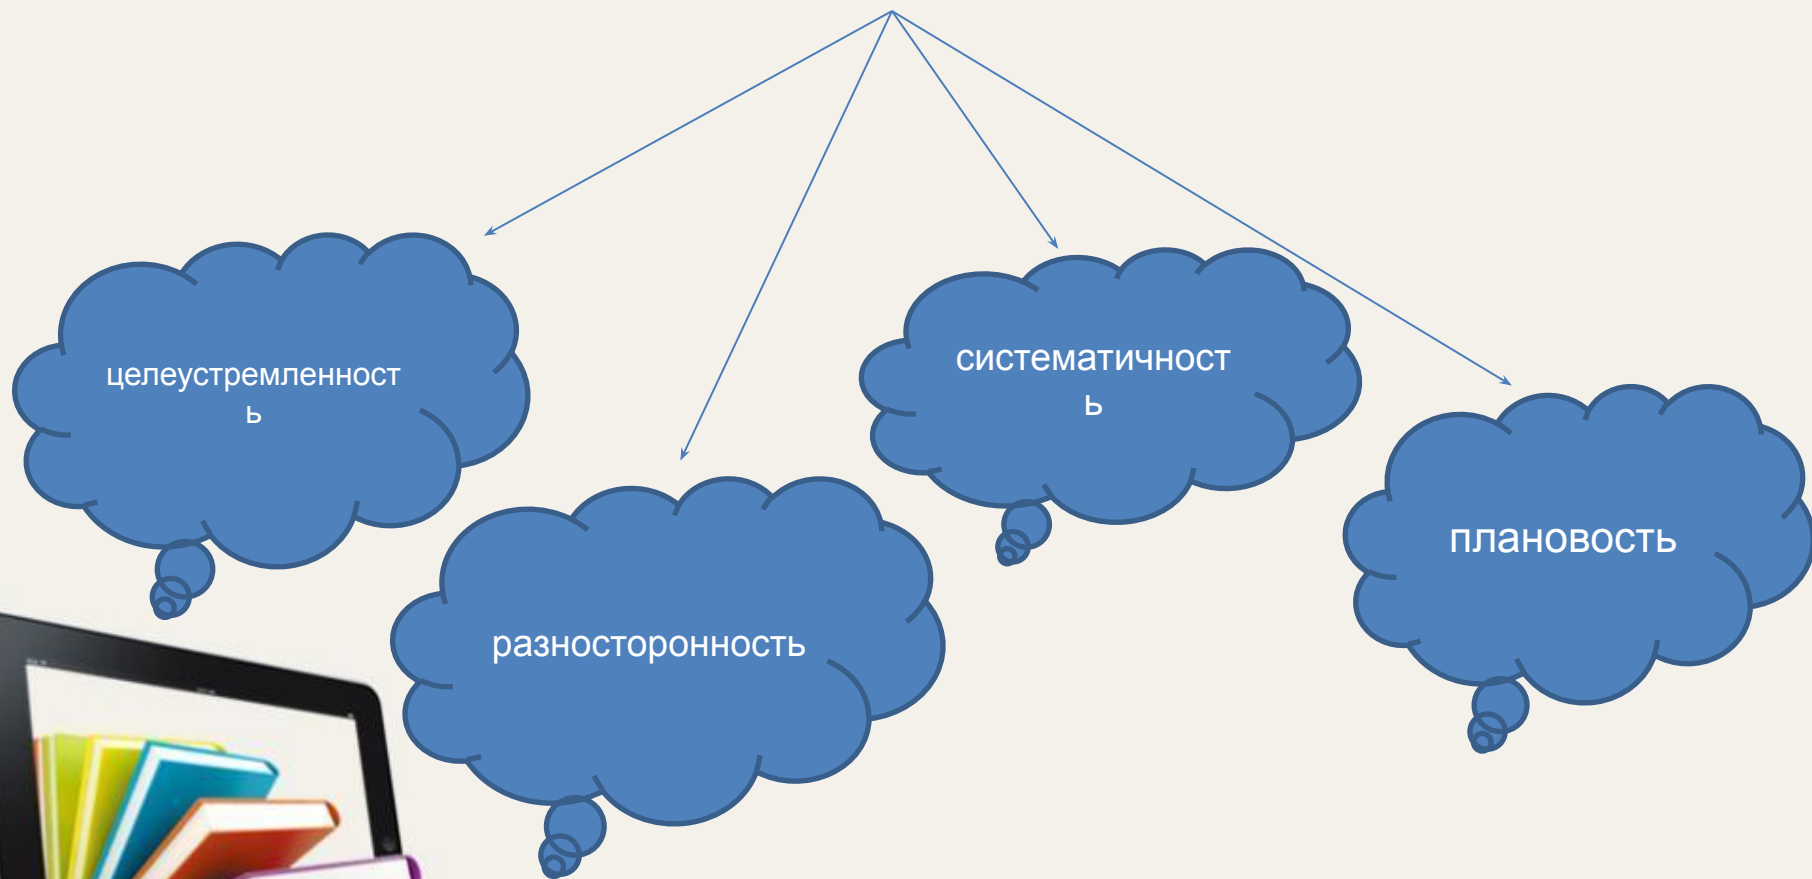 целеустремленност
ь
разносторонность
систематичност
ь
плановость